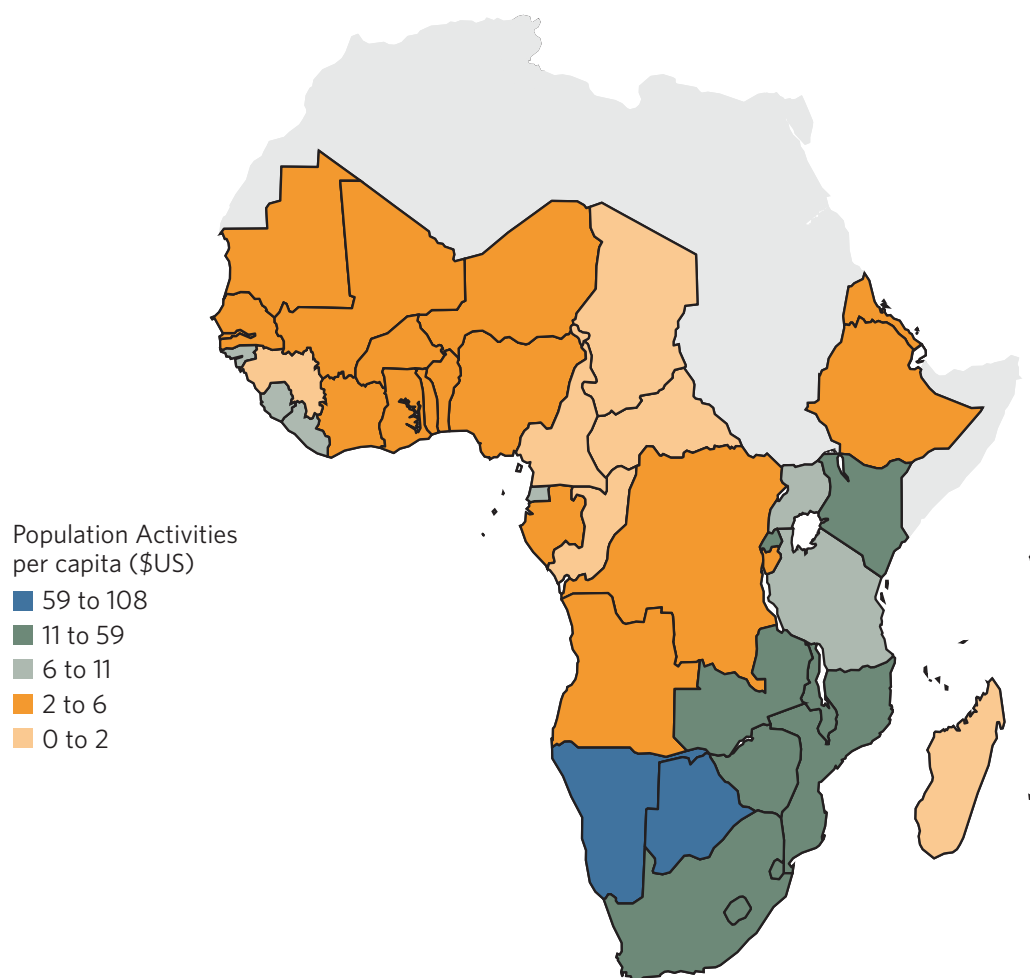 Population Activities
per capita ($US)
59 to 108
11 to 59
6 to 11
2 to 6
0 to 2